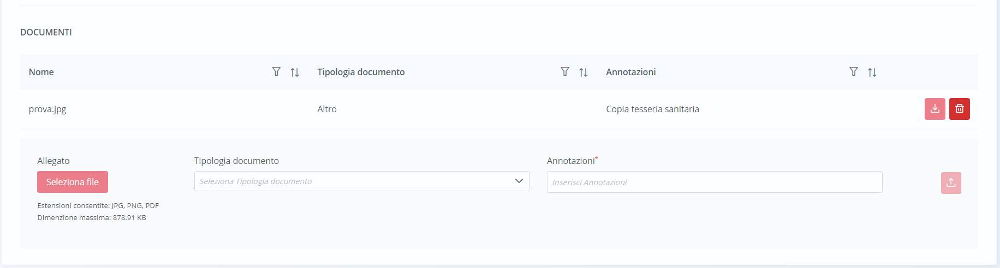 DOCUMENTI
Nome Tipologia documento Annotazioni
prova.jpg Altro Copia tesseria sanitaria
Allegato Tipologia documento Annotazioni*
Seleziona file Seleziona Tipologia documento Inserisci Annotazioni
Estensioni consentite: JPG, PNG, PDF
Dimenzione massima: 878.91 KB